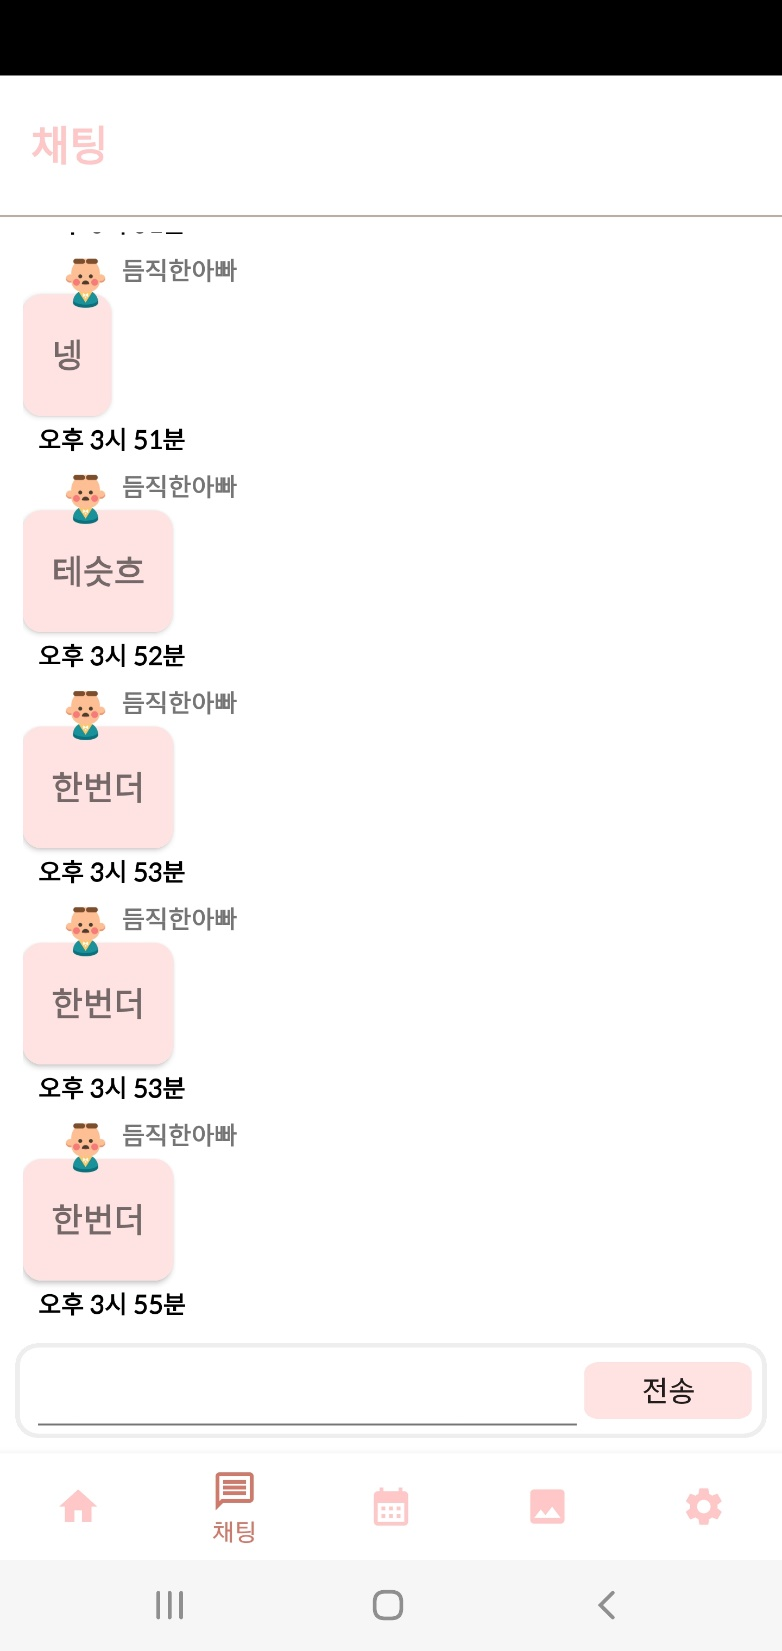 채팅
듬직한아빠
넹
오후 3시 51분
듬직한아빠
테슷흐
오후 3시 52분
듬직한아빠
한번더
오후 3시 53분
듬직한아빠
한번더
오후 3시 53분
듬직한아빠
한번더
오후 3시 55분
전송
채팅